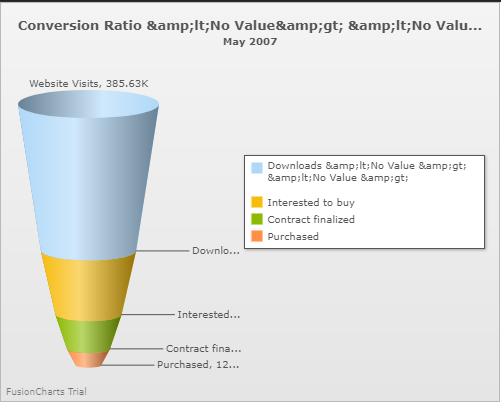 Conversion Ratio &amp;lt;No Value&amp;gt; &amp;lt;No Valu...
May 2007
Website Visits, 385.63K
Downloads &amp;lt;No Value &amp;gt;
&amp;lt;No Value &amp;gt;
Interested to buy
Contract finalized
Purchased
Downlo...
Interested...
Contract fina...
Purchased, 12...
FusionCharts Trial